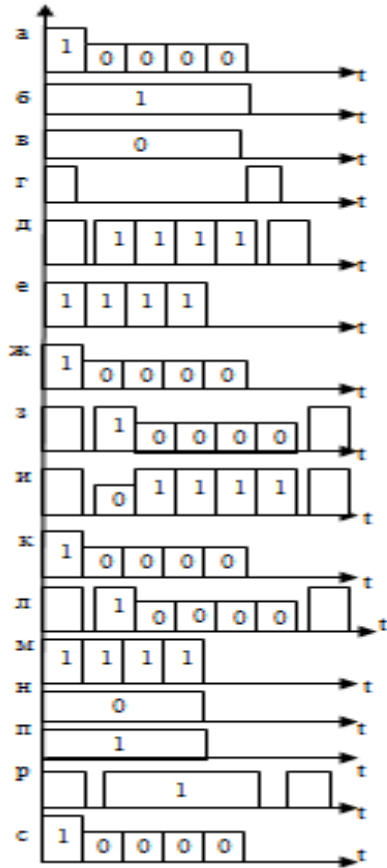 а 1 0 0 0 0 t
б 1 t
в 0 t
г t
д 1 1 1 1 t
е 1 1 1 1 t
ж 1 0 0 0 0 t
з 1 0 0 0 0 t
и 0 1 1 1 1 t
к 1 0 0 0 0 t
л 1 0 0 0 0 t
м 1 1 1 1 t
н 0 t
п 1 t
р 1 t
с 1 0 0 0 0 t